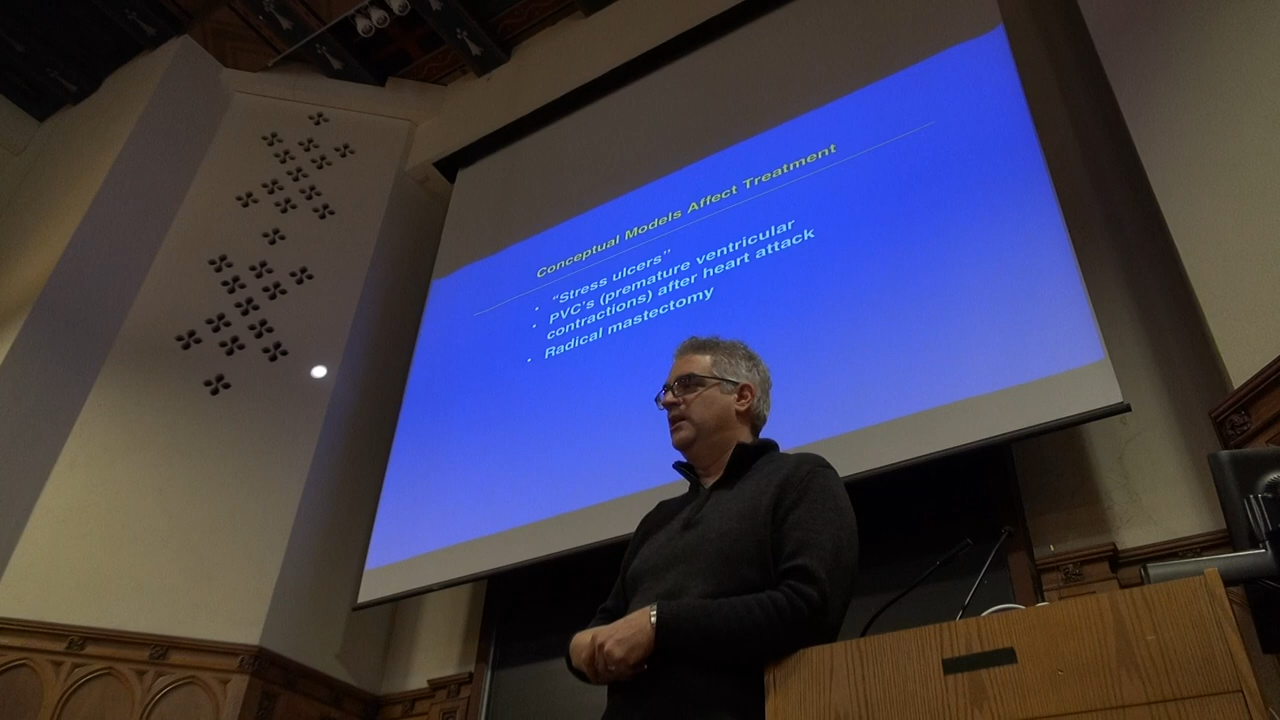 Conceptual Models Affect Treatment
• "Stress ulcers"
• PVC's (premature ventricular
contractions) after heart attack
• Radical mastectomy